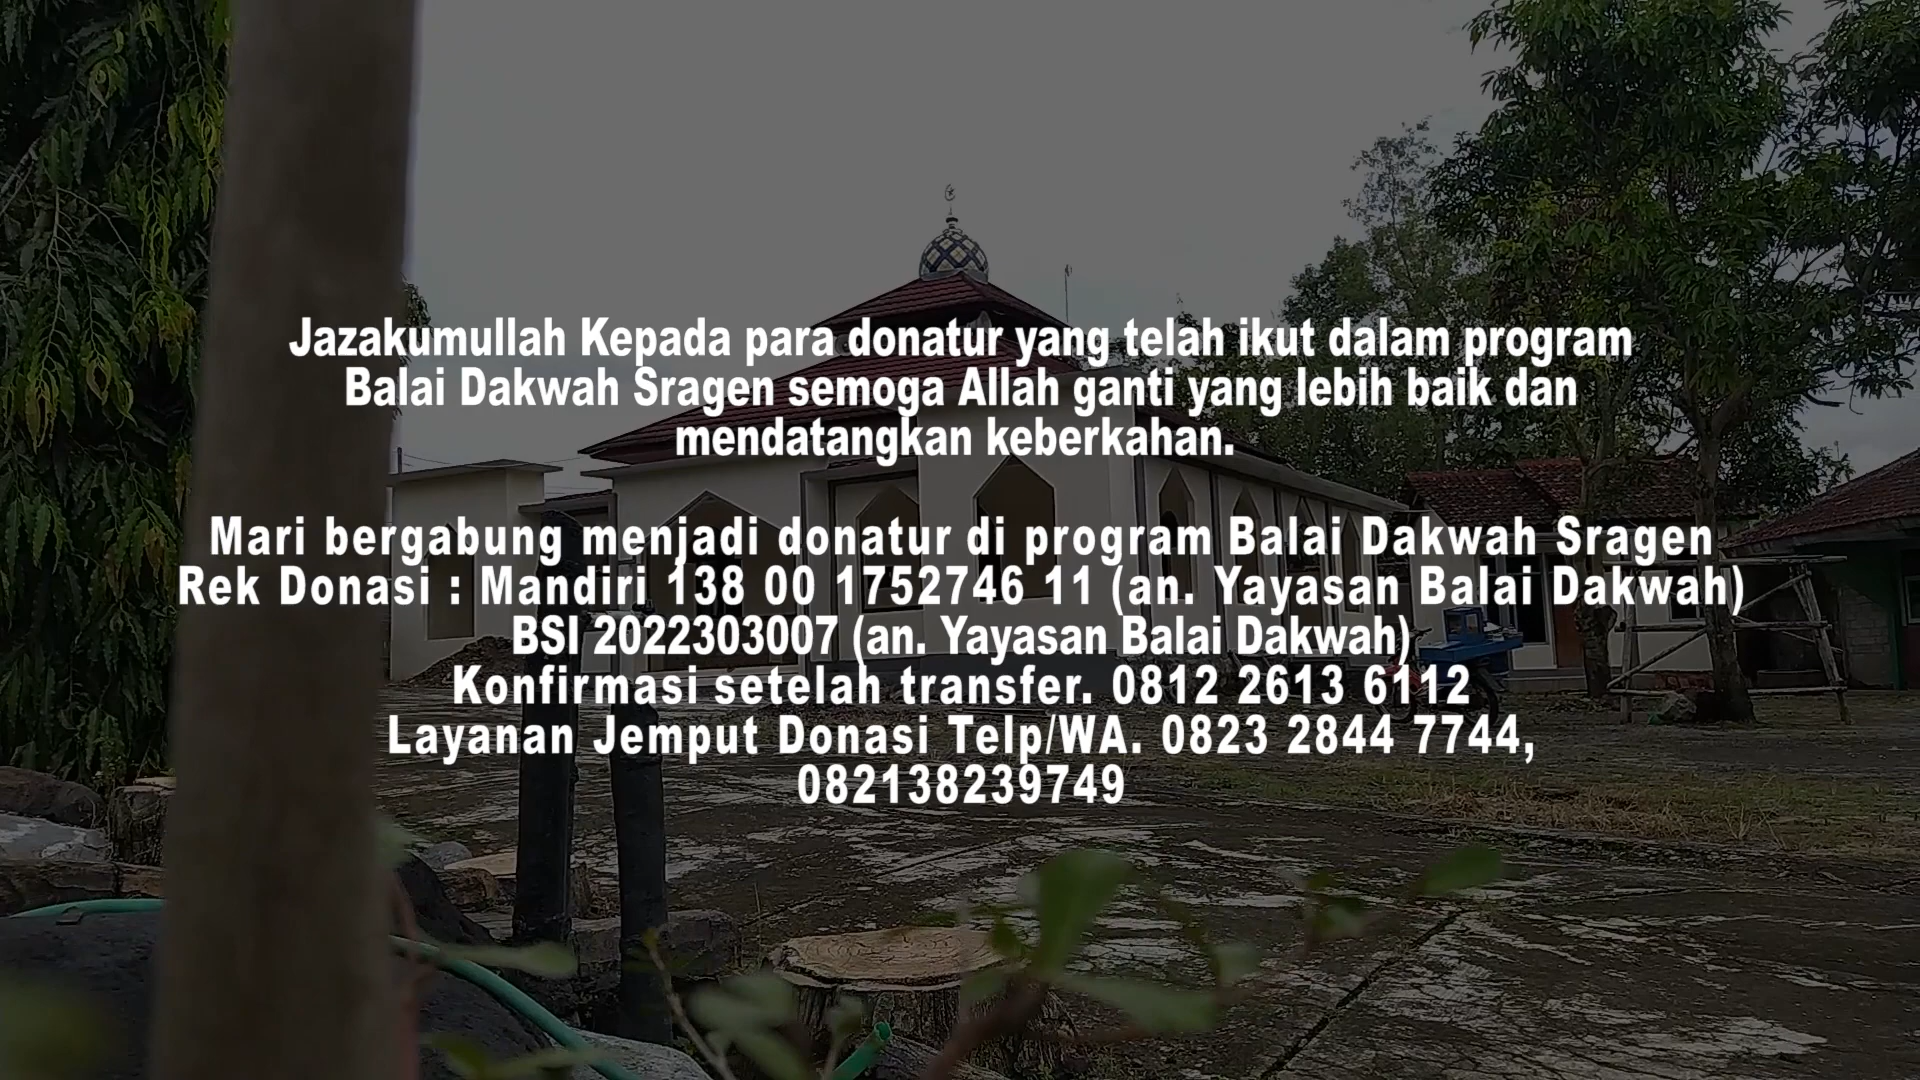 Jazakumullah Kepada para donatur yang telah ikut dalam program
Balai Dakwah Sragen semoga Allah ganti yang lebih baik dan
mendatangkan keberkahan.
Mari bergabung menjadi donatur di program Balai Dakwah Sragen
Rek Donasi : Mandiri 138 00 1752746 11 (an. Yayasan Balai Dakwah)
BSI 2022303007 (an. Yayasan Balai Dakwah)
Konfirmasi setelah transfer. 0812 2613 6112
Layanan Jemput Donasi Telp/WA. 0823 2844 7744,
082138239749